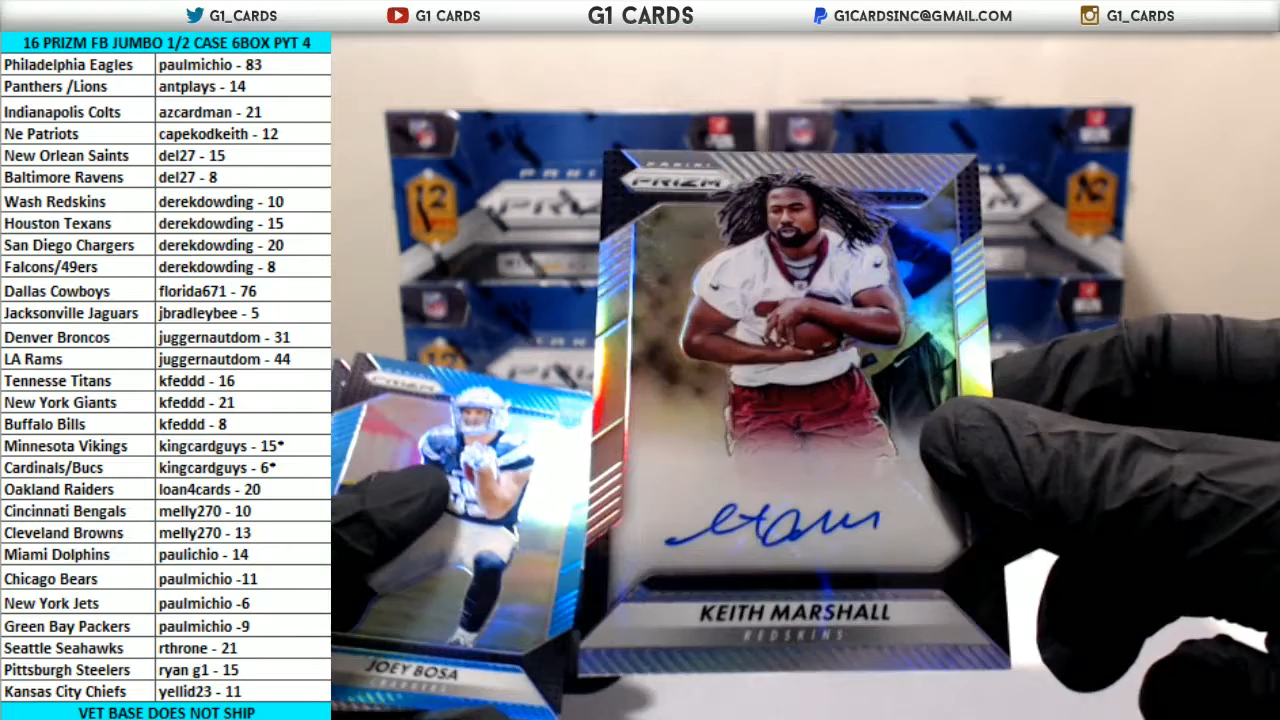 G1_CARDS
G1 CARDS
G1 CARDS
G1CARDSINC@GMAIL.COM
G1_CARDS
16 PRIZM FB JUMBO 1/2 CASE 6BOX PYT 4
Philadelphia Eagles paulmichio - 83
Panthers /Lions antplays - 14
Indianapolis Colts azcardman - 21
Ne Patriots capekodkeith - 12
New Orlean Saints del27 - 15
Baltimore Ravens del27 - 8
Wash Redskins derekdowding - 10
Houston Texans derekdowding - 15
San Diego Chargers derekdowding - 20
Falcons/49ers derekdowding - 8
Dallas Cowboys florida671 - 76
Jacksonville Jaguars jbradleybee - 5
Denver Broncos juggernautdom - 31
LA Rams juggernautdom - 44
Tennesse Titans kfeddd - 16
New York Giants kfeddd - 21
Buffalo Bills kfeddd - 8
Minnesota Vikings kingcardguys - 15*
Cardinals/Bucs kingcardguys - 6*
Oakland Raiders loan4cards - 20
Cincinnati Bengals melly270 - 10
Cleveland Browns melly270 - 13
Miami Dolphins paulichio - 14
Chicago Bears paulmichio -11
New York Jets paulmichio -6
Green Bay Packers paulmichio -9
Seattle Seahawks rthrone - 21
Pittsburgh Steelers ryan g1 - 15
Kansas City Chiefs yellid23 - 11
VET BASE DOES NOT SHIP
PANINI
PRIZM
KEITH MARSHALL
REDSKINS
PRIZM
JOEY BOSA
CHARGERS
12